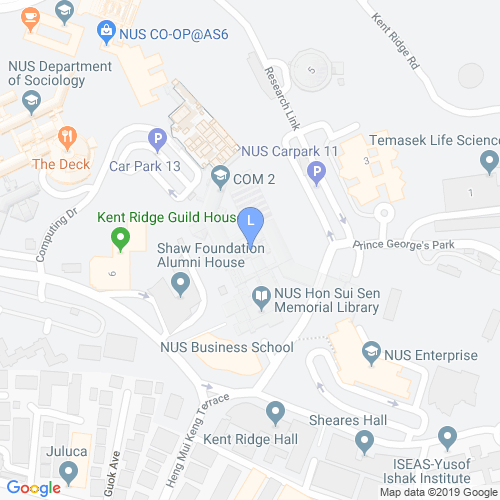 Kent Ridge Rd
NUS CO-OP@AS6
NUS Department
of Sociology
5
Research Link
The Deck
Car Park 13
NUS Carpark 11
Temasek Life Science
3
1
COM 2
Computing Dr
Kent Ridge Guild House
L
Prince George's Park
Shaw Foundation
Alumni House
6
NUS Hon Sui Sen
Memorial Library
NUS Business School
NUS Enterprise
Heng Mui Keng Terrace
Sheares Hall
Kent Ridge Hall
Juluca
Guok Ave
ISEAS-Yusof
Ishak Institute
Google
Map data ©2019 Google